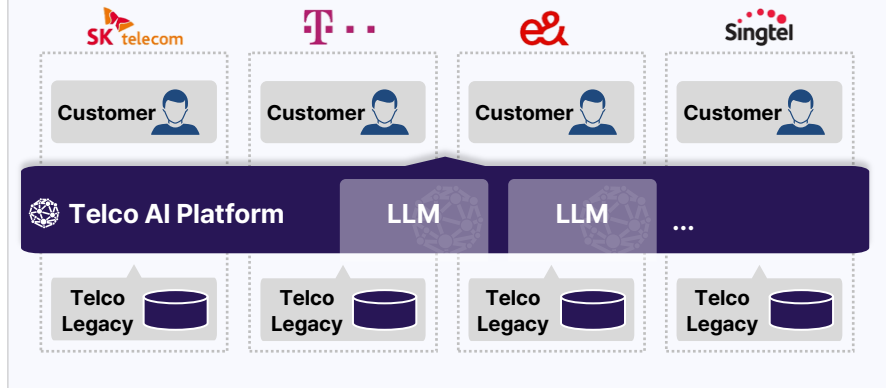 SK telecom
T
e&
Singtel
Customer
Customer
Customer
Customer
Telco AI Platform
LLM
LLM
...
Telco
Legacy
Telco
Legacy
Telco
Legacy
Telco
Legacy